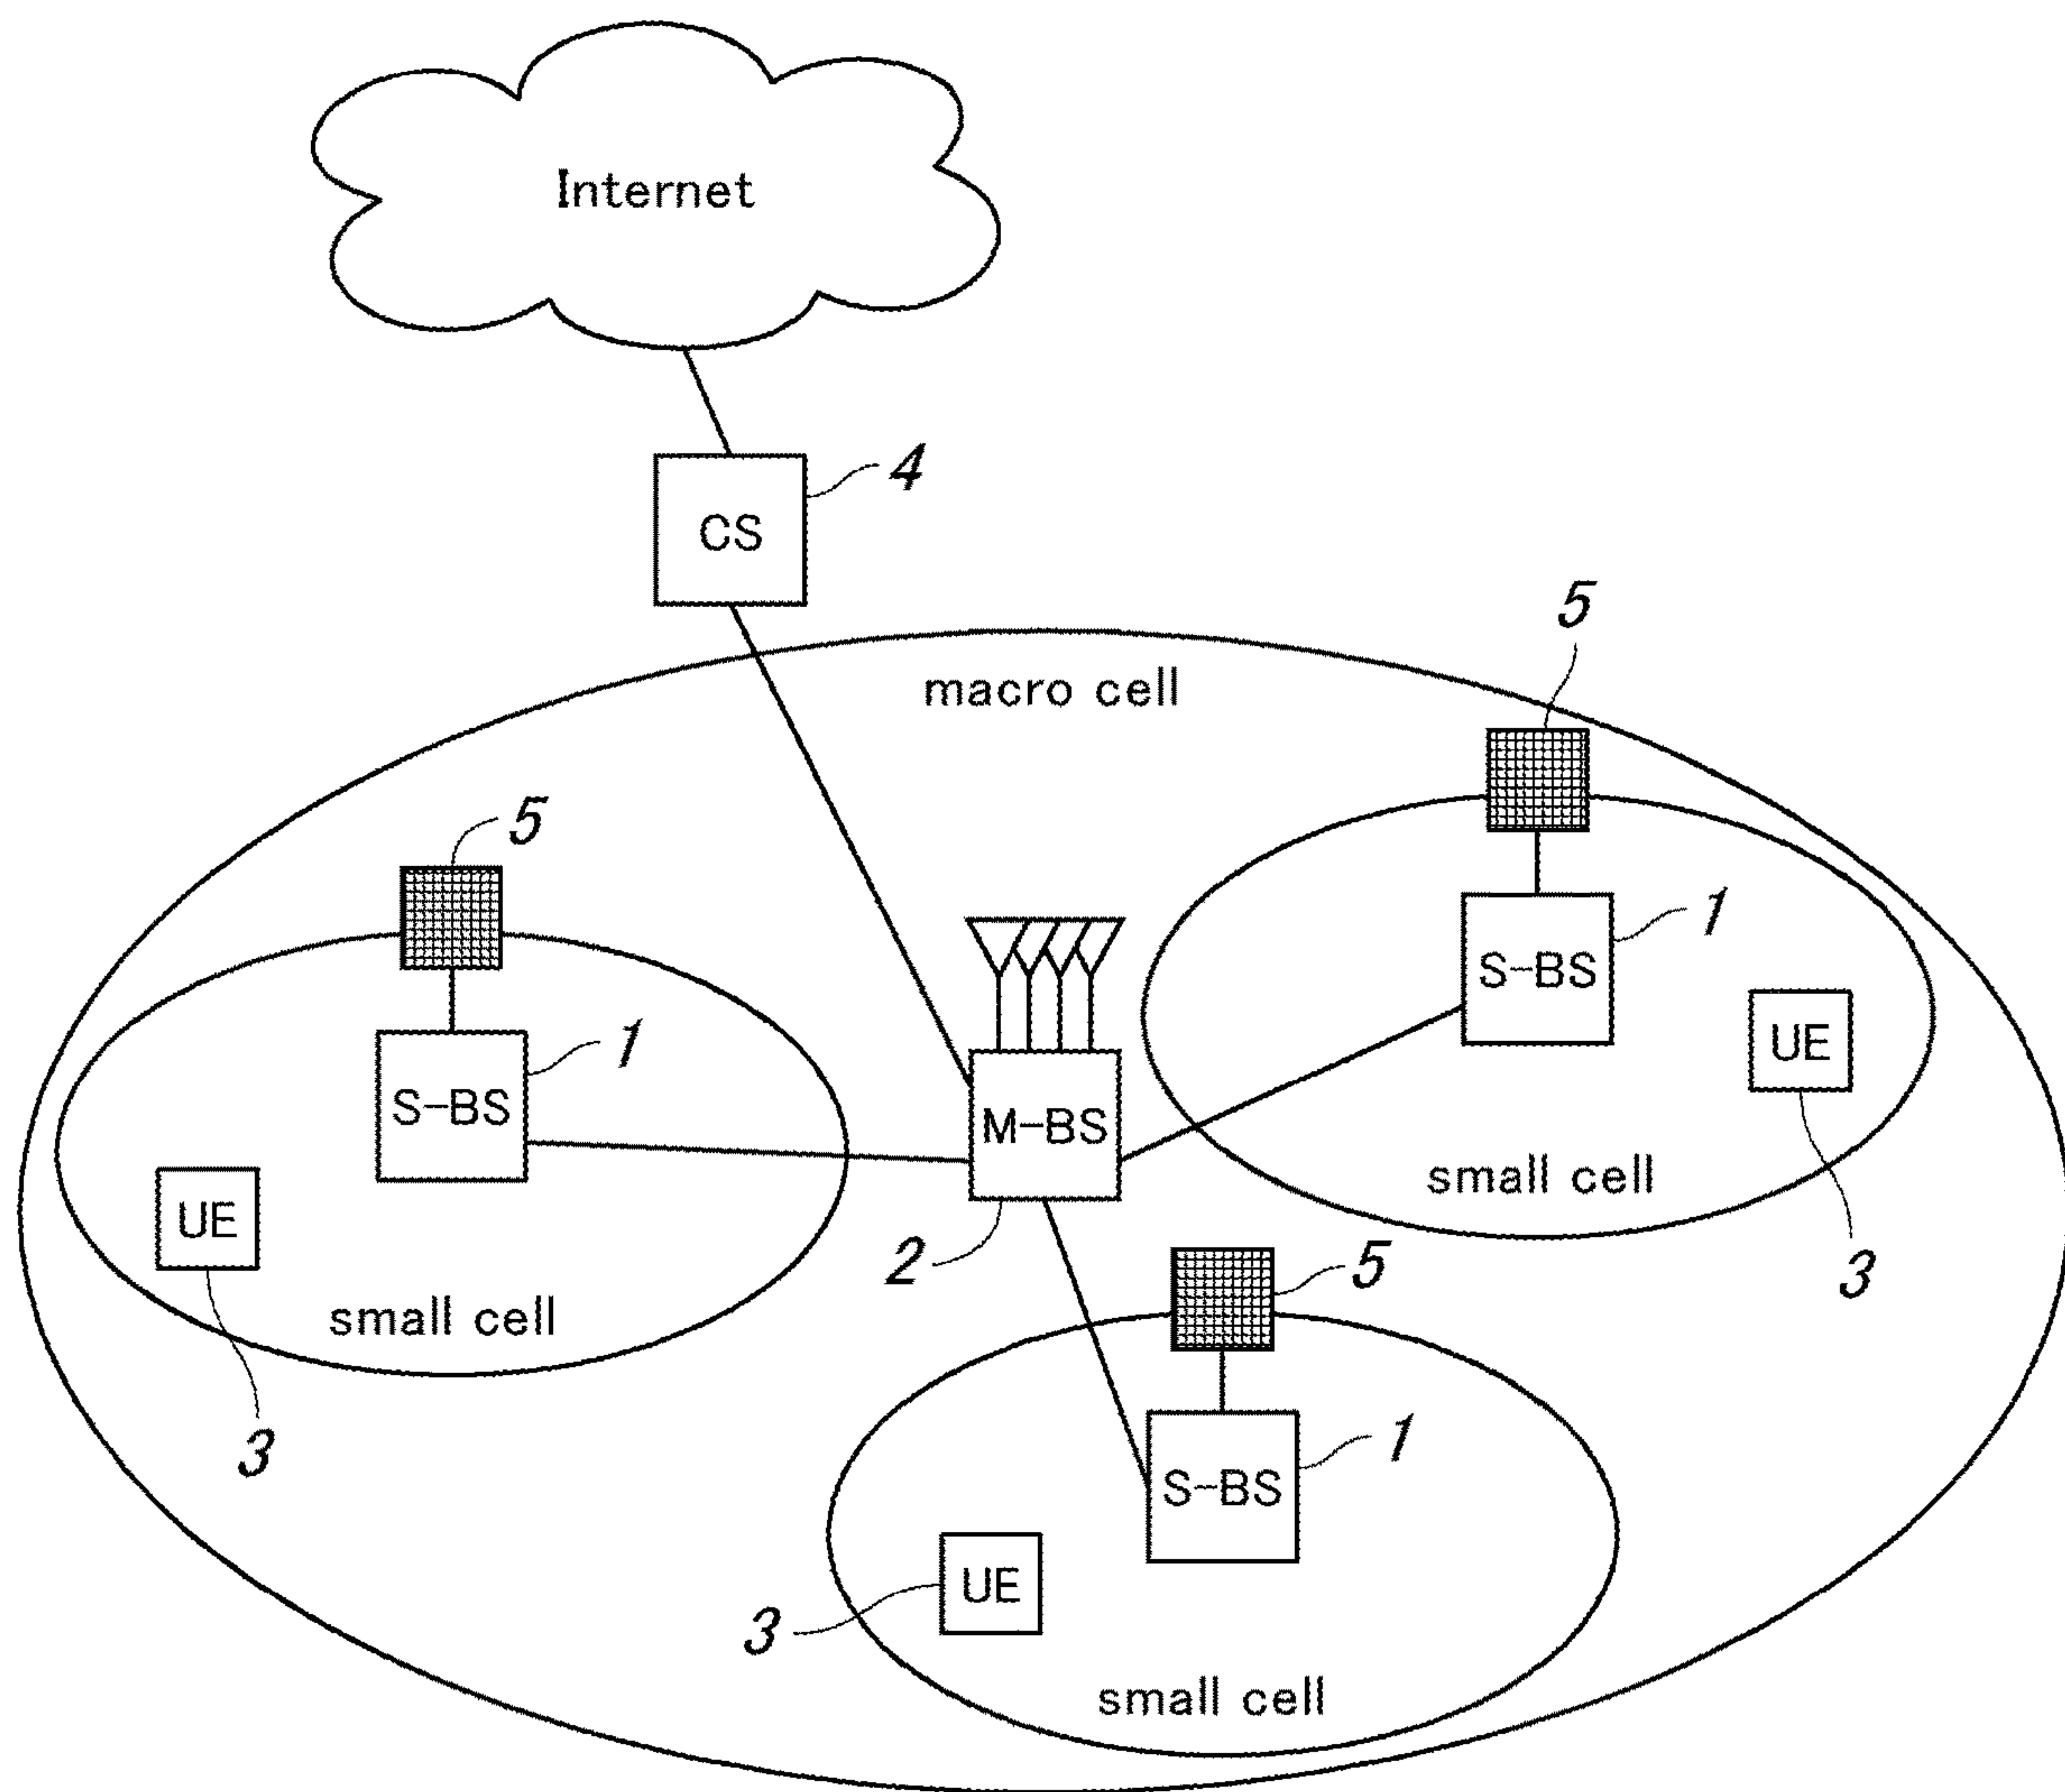 Internet
4
CS
5
macro cell
5
1
S-BS
1
UE
S-BS
M-BS
small cell
UE
2
5
3
small cell
3
1
S-BS
UE
3
small cell